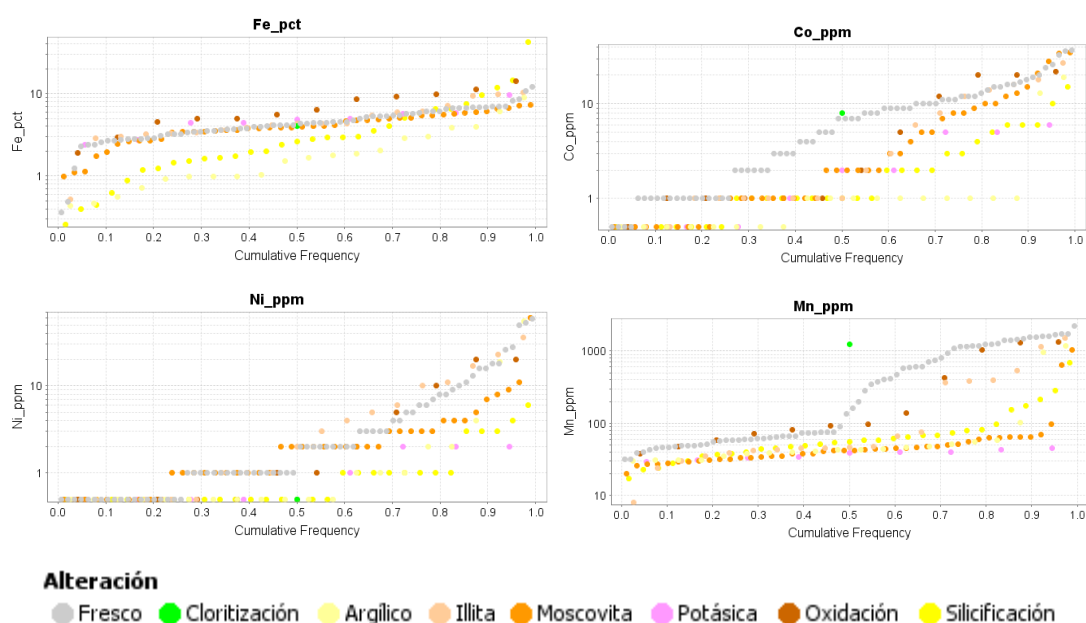 Fe_pct
Fe_pct
10
1
0.0 0.1 0.2 0.3 0.4 0.5 0.6 0.7 0.8 0.9 1.0
Cumulative Frequency
Co_ppm
Co_ppm
10
1
0.0 0.1 0.2 0.3 0.4 0.5 0.6 0.7 0.8 0.9 1.0
Cumulative Frequency
Ni_ppm
Ni_ppm
10
1
0.0 0.1 0.2 0.3 0.4 0.5 0.6 0.7 0.8 0.9 1.0
Cumulative Frequency
Mn_ppm
Mn_ppm
1000
100
10
0.0 0.1 0.2 0.3 0.4 0.5 0.6 0.7 0.8 0.9 1.0
Cumulative Frequency
Alteración
Fresco Cloritización Argílico Illita Moscovita Potásica Oxidación Silicificación